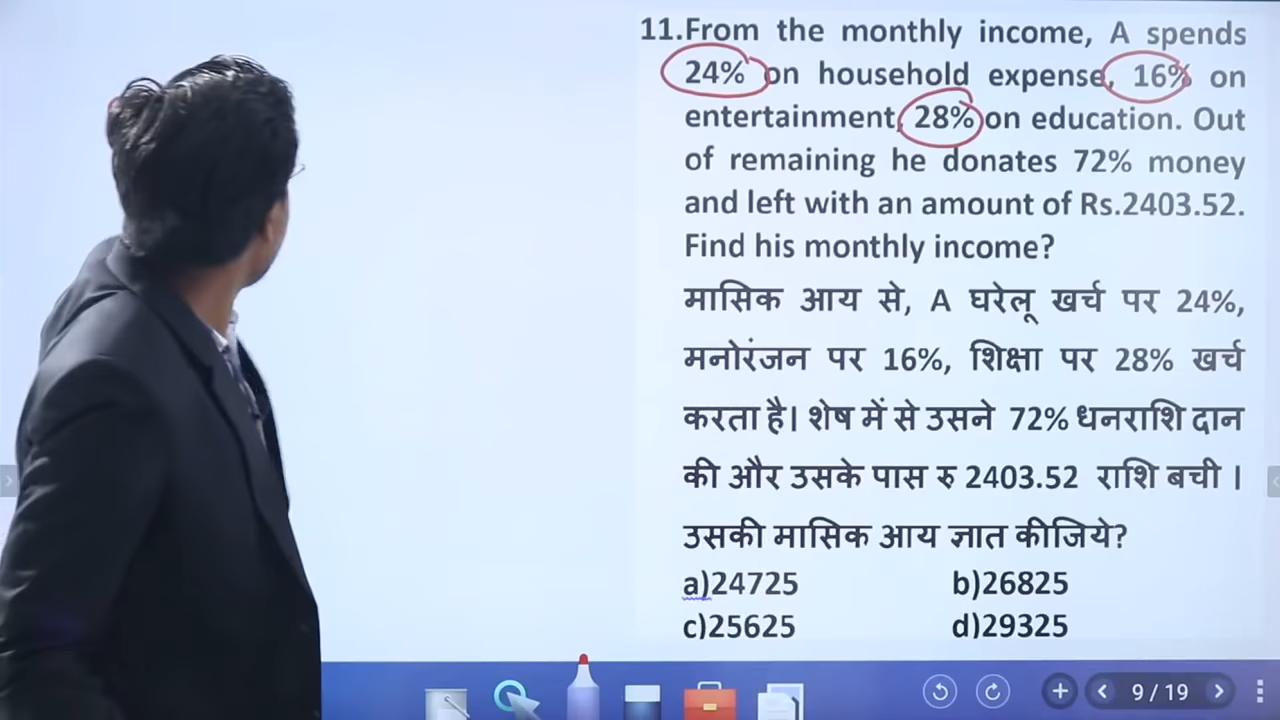 11.From the monthly income, A spends
24% on household expense, 16% on
entertainment, 28% on education. Out
of remaining he donates 72% money
and left with an amount of Rs.2403.52.
Find his monthly income?
मासिक आय से, A घरेलू खर्च पर 24%,
मनोरंजन पर 16%, शिक्षा पर 28% खर्च
करता है। शेष में से उसने 72% धनराशि दान
की और उसके पास रु 2403.52 राशि बची ।
उसकी मासिक आय ज्ञात कीजिये?
a)24725 b)26825
c)25625 d)29325
9 / 19